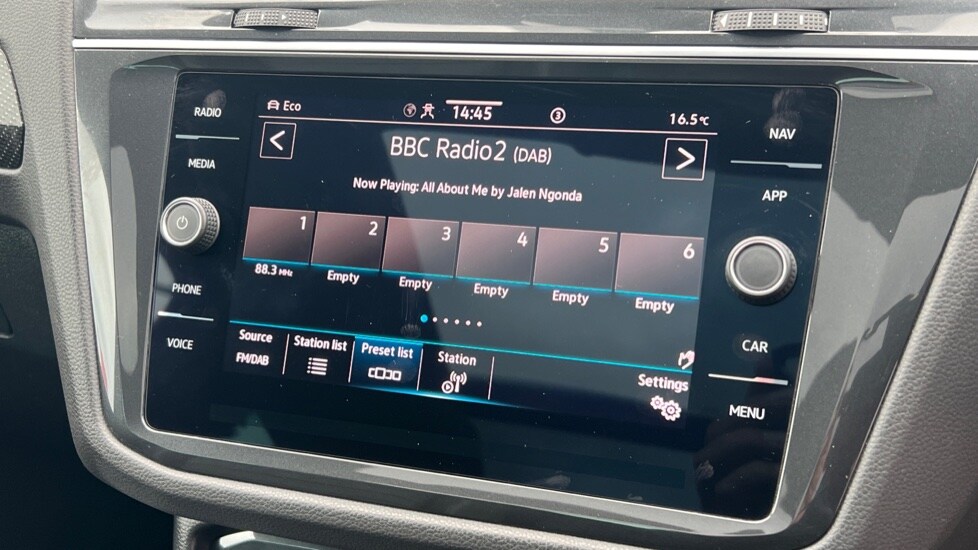 RADIO
MEDIA
PHONE
VOICE
Eco
14:45
3
16.5°C
BBC Radio2 (DAB)
Now Playing: All About Me by Jalen Ngonda
1 2 3 4 5 6
88.3 MHz Empty Empty Empty Empty Empty
Source Station list Preset list Station
FM/DAB
Settings
NAV
APP
CAR
MENU